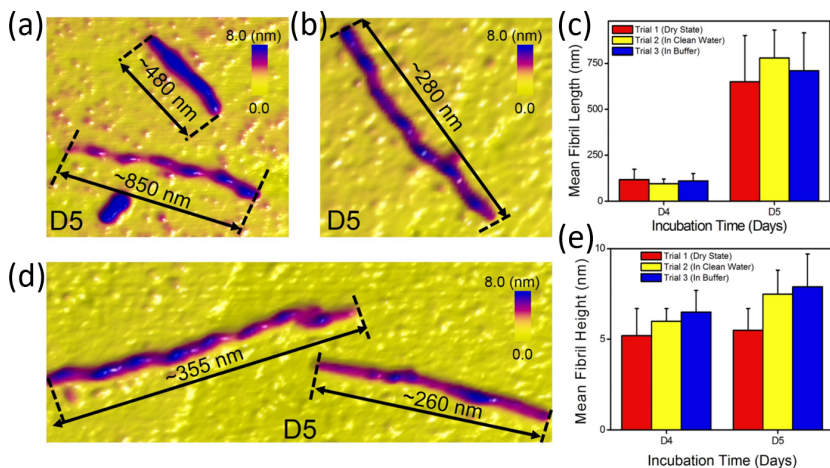 (a)
8.0 (nm)
0.0
~480 nm
~850 nm
D5
(b)
8.0 (nm)
0.0
~280 nm
D5
(c)
Trial 1 (Dry State)
Trial 2 (In Clean Water)
Trial 3 (In Buffer)
Mean Fibril Length (nm)
750
500
250
0
D4
D5
Incubation Time (Days)
(d)
8.0 (nm)
0.0
~355 nm
~260 nm
D5
(e)
Trial 1 (Dry State)
Trial 2 (In Clean Water)
Trial 3 (In Buffer)
Mean Fibril Height (nm)
10
5
0
D4
D5
Incubation Time (Days)